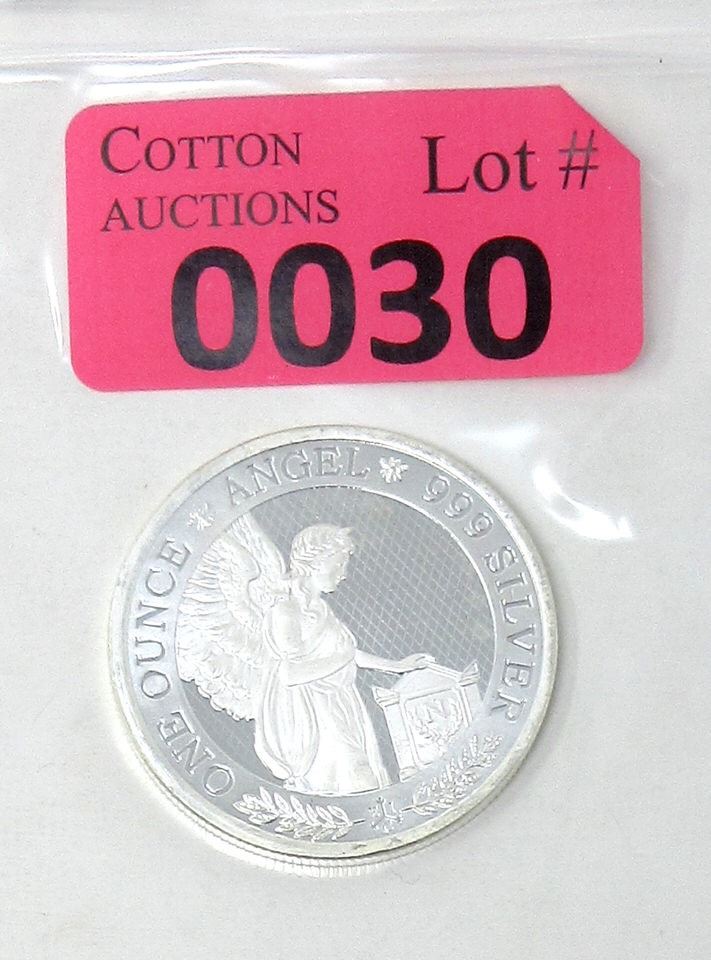 COTTON
AUCTIONS
Lot #
0030
ONE OUNCE * ANGEL * 999 SILVER
N